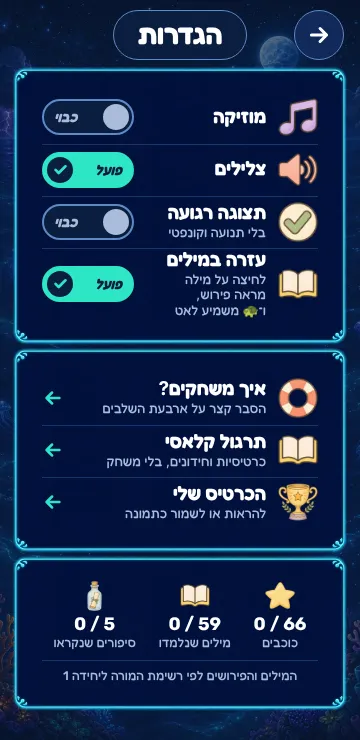 הגדרות
מוזיקה
כבוי
צלילים
פועל
תצוגה רגועה
בלי תנועה וקונפטי
כבוי
עזרה במילים
לחיצה על מילה
מראה פירוש,
ו־🐢 משמיע לאט
פועל
איך משחקים?
הסבר קצר על ארבעת השלבים
תרגול קלאסי
כרטיסיות וחידונים, בלי משחק
הכרטיס שלי
להראות או לשמור כתמונה
0 / 66
כוכבים
0 / 59
מילים שנלמדו
0 / 5
סיפורים שנקראו
המילים והפירושים לפי רשימת המורה ליחידה 1